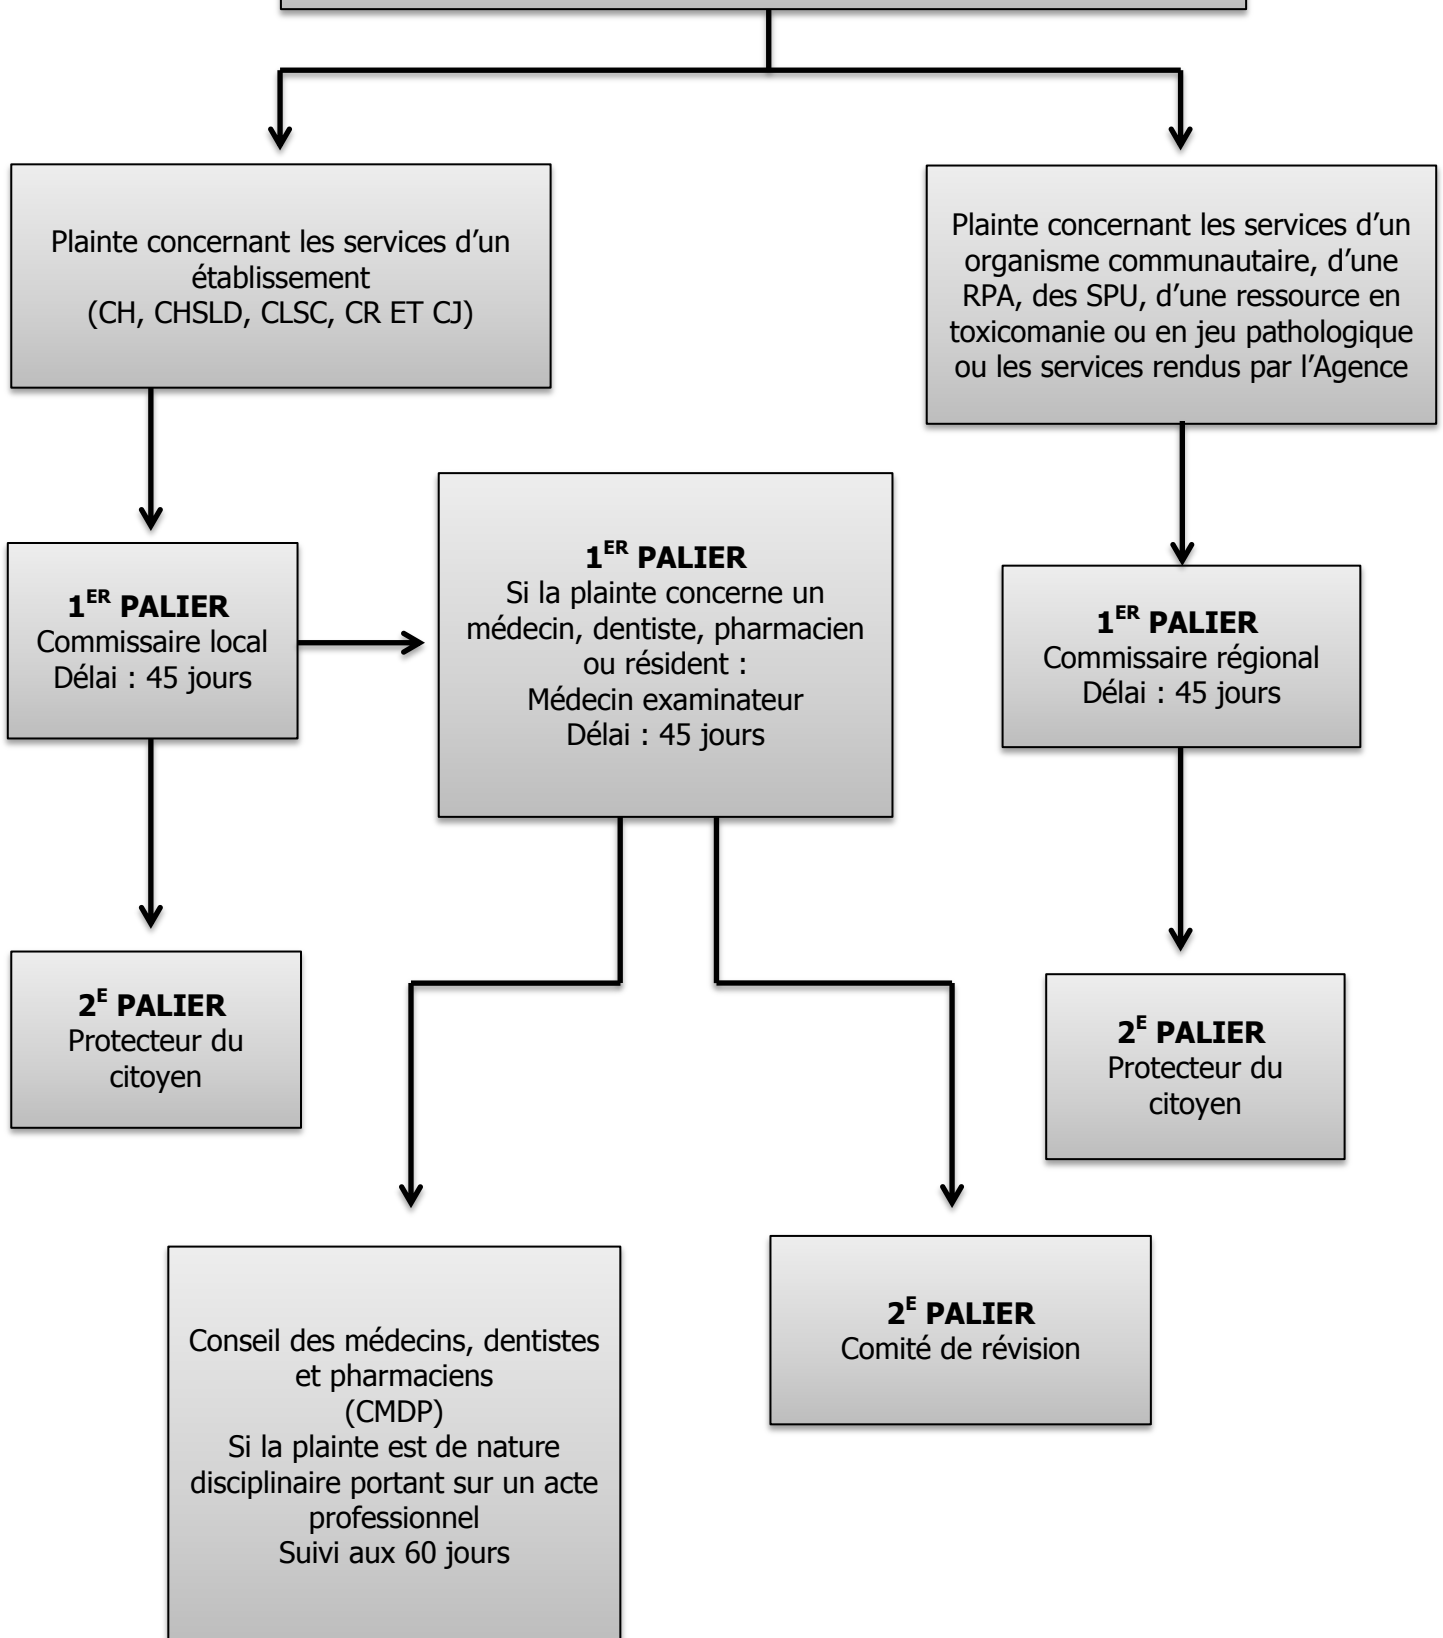 Plainte concernant les services d’un
établissement
(CH, CHSLD, CLSC, CR ET CJ)
Plainte concernant les services d’un
organisme communautaire, d’une
RPA, des SPU, d’une ressource en
toxicomanie ou en jeu pathologique
ou les services rendus par l’Agence
1ER PALIER
Commissaire local
Délai : 45 jours
1ER PALIER
Si la plainte concerne un
médecin, dentiste, pharmacien
ou résident :
Médecin examinateur
Délai : 45 jours
1ER PALIER
Commissaire régional
Délai : 45 jours
2E PALIER
Protecteur du
citoyen
2E PALIER
Protecteur du
citoyen
Conseil des médecins, dentistes
et pharmaciens
(CMDP)
Si la plainte est de nature
disciplinaire portant sur un acte
professionnel
Suivi aux 60 jours
2E PALIER
Comité de révision